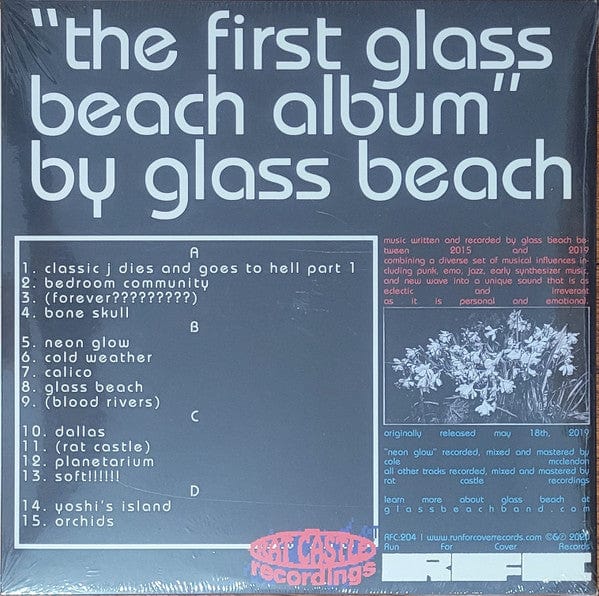 "the first glass
beach album"
by glass beach
A
1. classic j dies and goes to hell part 1
2. bedroom community
3. (forever?????????)
4. bone skull
B
5. neon glow
6. cold weather
7. calico
8. glass beach
9. (blood rivers)
C
10. dallas
11. (rat castle)
12. planetarium
13. soft!!!!!!
D
14. yoshi's island
15. orchids
music written and recorded by glass beach be-
tween 2015 and 2019
combining a diverse set of musical influences in-
cluding punk, emo, jazz, early synthesizer music,
and new wave into a unique sound that is as
eclectic and irreverant
as it is personal and emotional.
originally released may 18th, 2019
"neon glow" recorded, mixed and mastered by
cole mcclendon
all other tracks recorded, mixed and mastered by
rat castle recordings
learn more about glass beach at
glassbeachband.com
RAT CASTLE
recordings
RFC:204 | www.runforcoverrecords.com ©&℗ 2020
Run For Cover Records
RFC